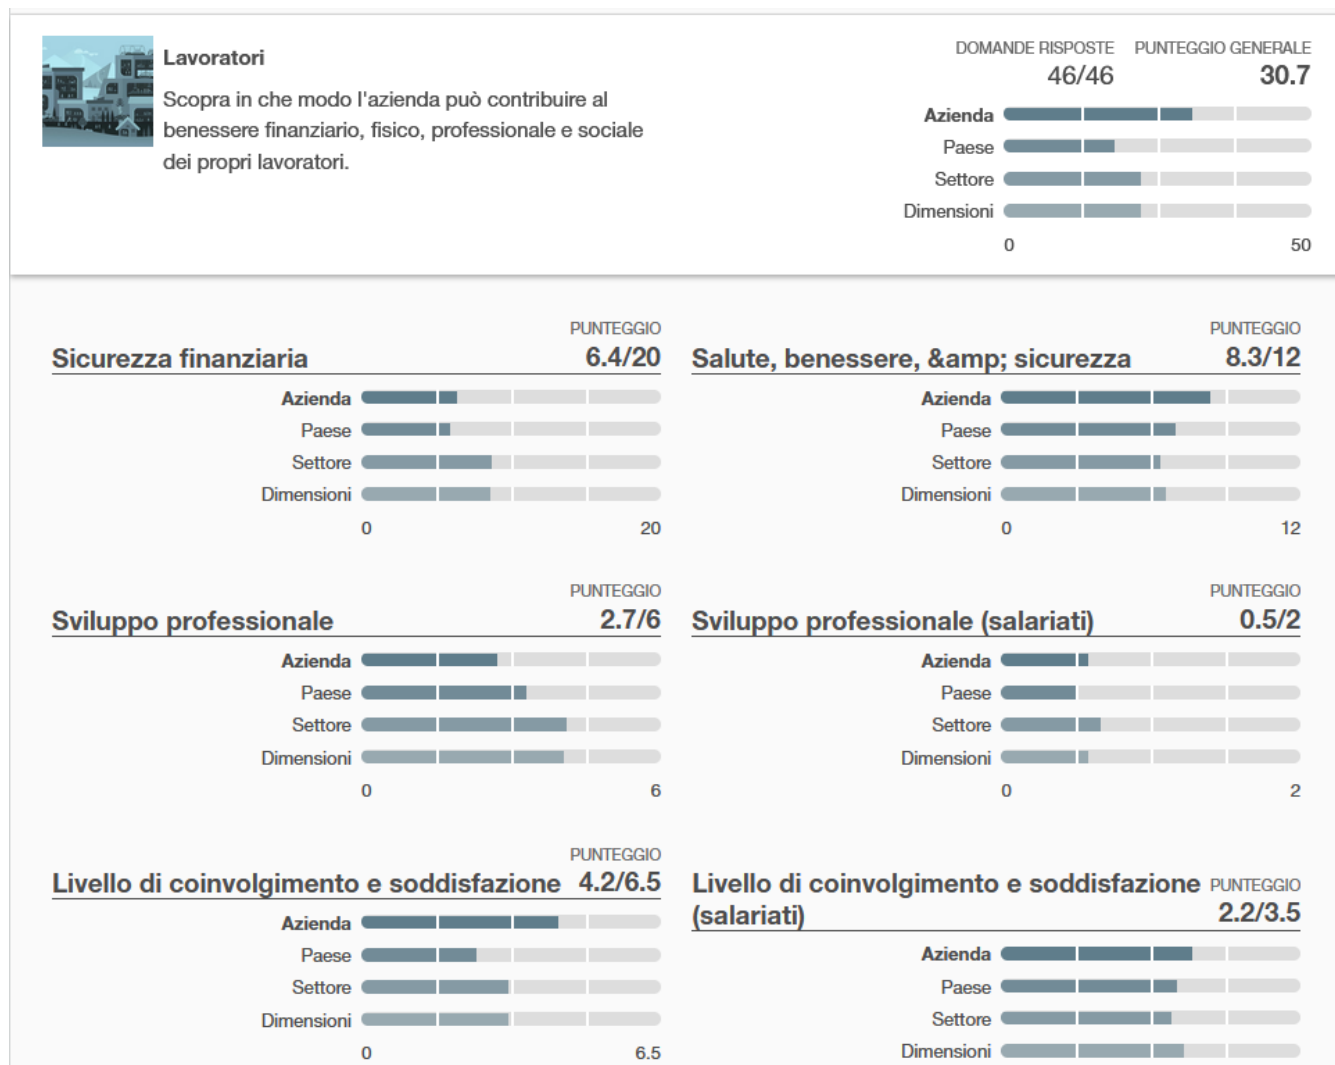 Lavoratori
Scopra in che modo l'azienda può contribuire al
benessere finanziario, fisico, professionale e sociale
dei propri lavoratori.
DOMANDE RISPOSTE PUNTEGGIO GENERALE
46/46 30.7
Azienda
Paese
Settore
Dimensioni
0 50
PUNTEGGIO
Sicurezza finanziaria 6.4/20
Azienda
Paese
Settore
Dimensioni
0 20
PUNTEGGIO
Salute, benessere, &amp; sicurezza 8.3/12
Azienda
Paese
Settore
Dimensioni
0 12
PUNTEGGIO
Sviluppo professionale 2.7/6
Azienda
Paese
Settore
Dimensioni
0 6
PUNTEGGIO
Sviluppo professionale (salariati) 0.5/2
Azienda
Paese
Settore
Dimensioni
0 2
PUNTEGGIO
Livello di coinvolgimento e soddisfazione 4.2/6.5
Azienda
Paese
Settore
Dimensioni
0 6.5
Livello di coinvolgimento e soddisfazione PUNTEGGIO
(salariati) 2.2/3.5
Azienda
Paese
Settore
Dimensioni